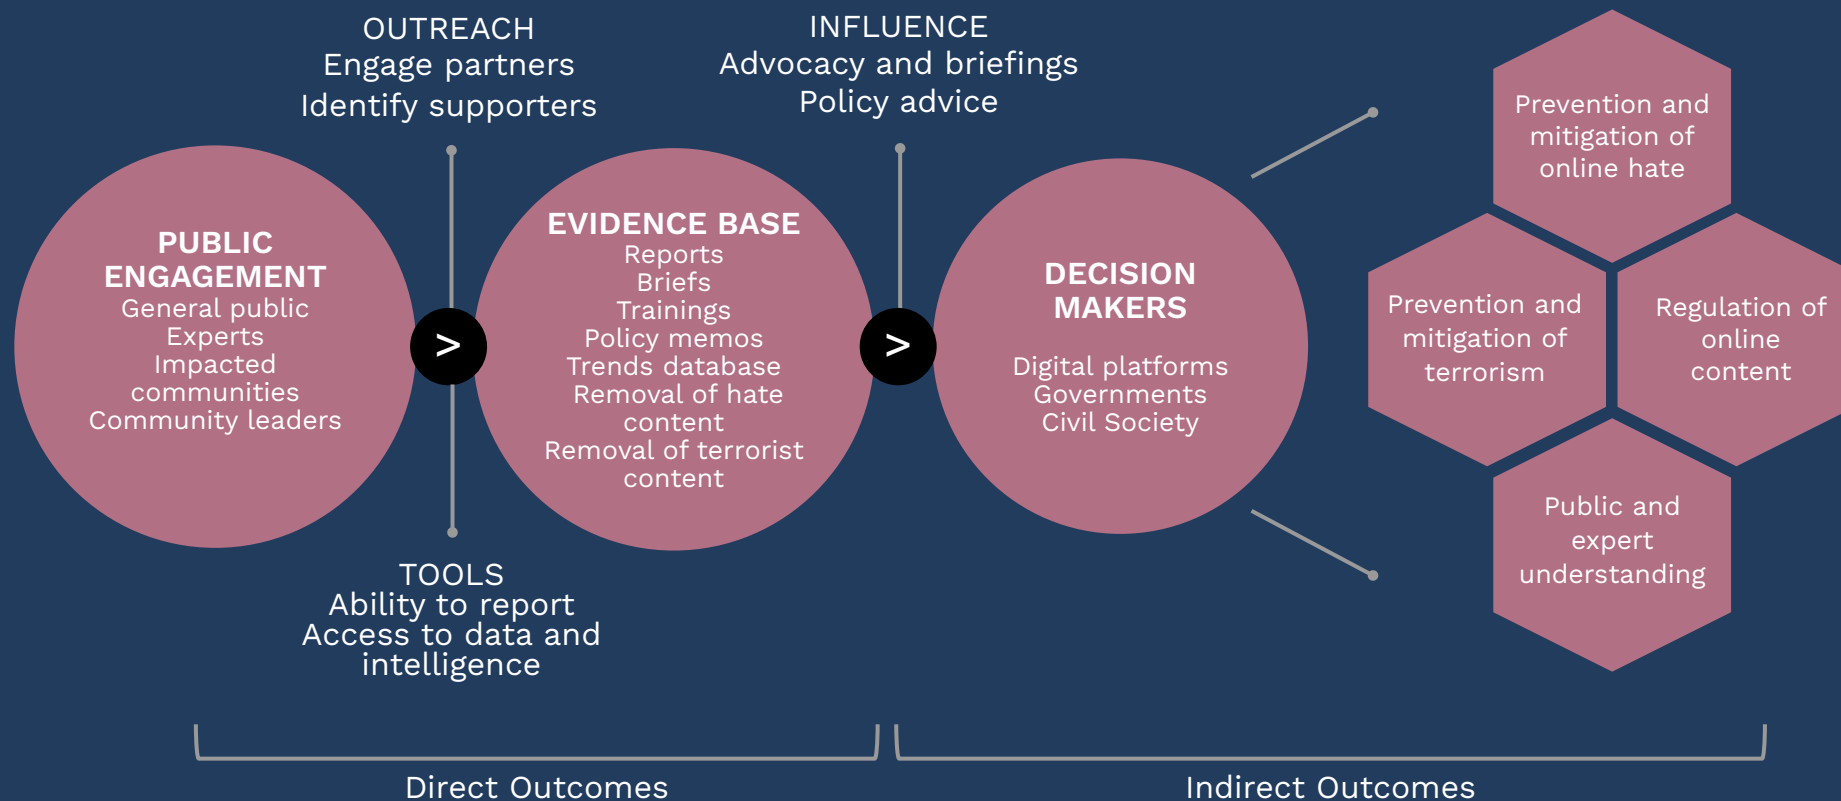 OUTREACH
Engage partners
Identify supporters
INFLUENCE
Advocacy and briefings
Policy advice
PUBLIC
ENGAGEMENT
General public
Experts
Impacted
communities
Community leaders
>
EVIDENCE BASE
Reports
Briefs
Trainings
Policy memos
Trends database
Removal of hate
content
Removal of terrorist
content
>
DECISION
MAKERS
Digital platforms
Governments
Civil Society
Prevention and
mitigation of
online hate
Prevention and
mitigation of
terrorism
Regulation of
online
content
Public and
expert
understanding
TOOLS
Ability to report
Access to data and
intelligence
Direct Outcomes
Indirect Outcomes